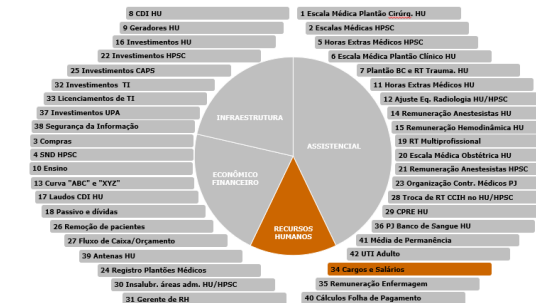 8 CDI HU
9 Geradores HU
16 Investimentos HU
22 Investimentos HPSC
25 Investimentos CAPS
32 Investimentos TI
33 Licenciamentos de TI
37 Investimentos UPA
38 Segurança da Informação
3 Compras
4 SND HPSC
10 Ensino
13 Curva "ABC" e "XYZ"
17 Laudos CDI HU
18 Passivo e dívidas
26 Remoção de pacientes
27 Fluxo de Caixa/Orçamento
39 Antenas HU
24 Registro Plantões Médicos
30 Insalubr. áreas adm. HU/HPSC
31 Gerente de RH
INFRAESTRUTURA
ECONÔMICO
FINANCEIRO
ASSISTENCIAL
RECURSOS
HUMANOS
1 Escala Médica Plantão Cirúrg. HU
2 Escalas Médicas HPSC
5 Horas Extras Médicos HPSC
6 Escala Médica Plantão Clínico HU
7 Plantão BC e RT Trauma. HU
11 Horas Extras Médicos HU
12 Ajuste Eq. Radiologia HU/HPSC
14 Remuneração Anestesistas HU
15 Remuneração Hemodinâmica HU
19 RT Multiprofissional
20 Escala Médica Obstétrica HU
21 Remuneração Anestesistas HPSC
23 Organização Contr. Médicos PJ
28 Troca de RT CCIH no HU/HPSC
29 CPRE HU
36 PJ Banco de Sangue HU
41 Média de Permanência
42 UTI Adulto
34 Cargos e Salários
35 Remuneração Enfermagem
40 Cálculos Folha de Pagamento